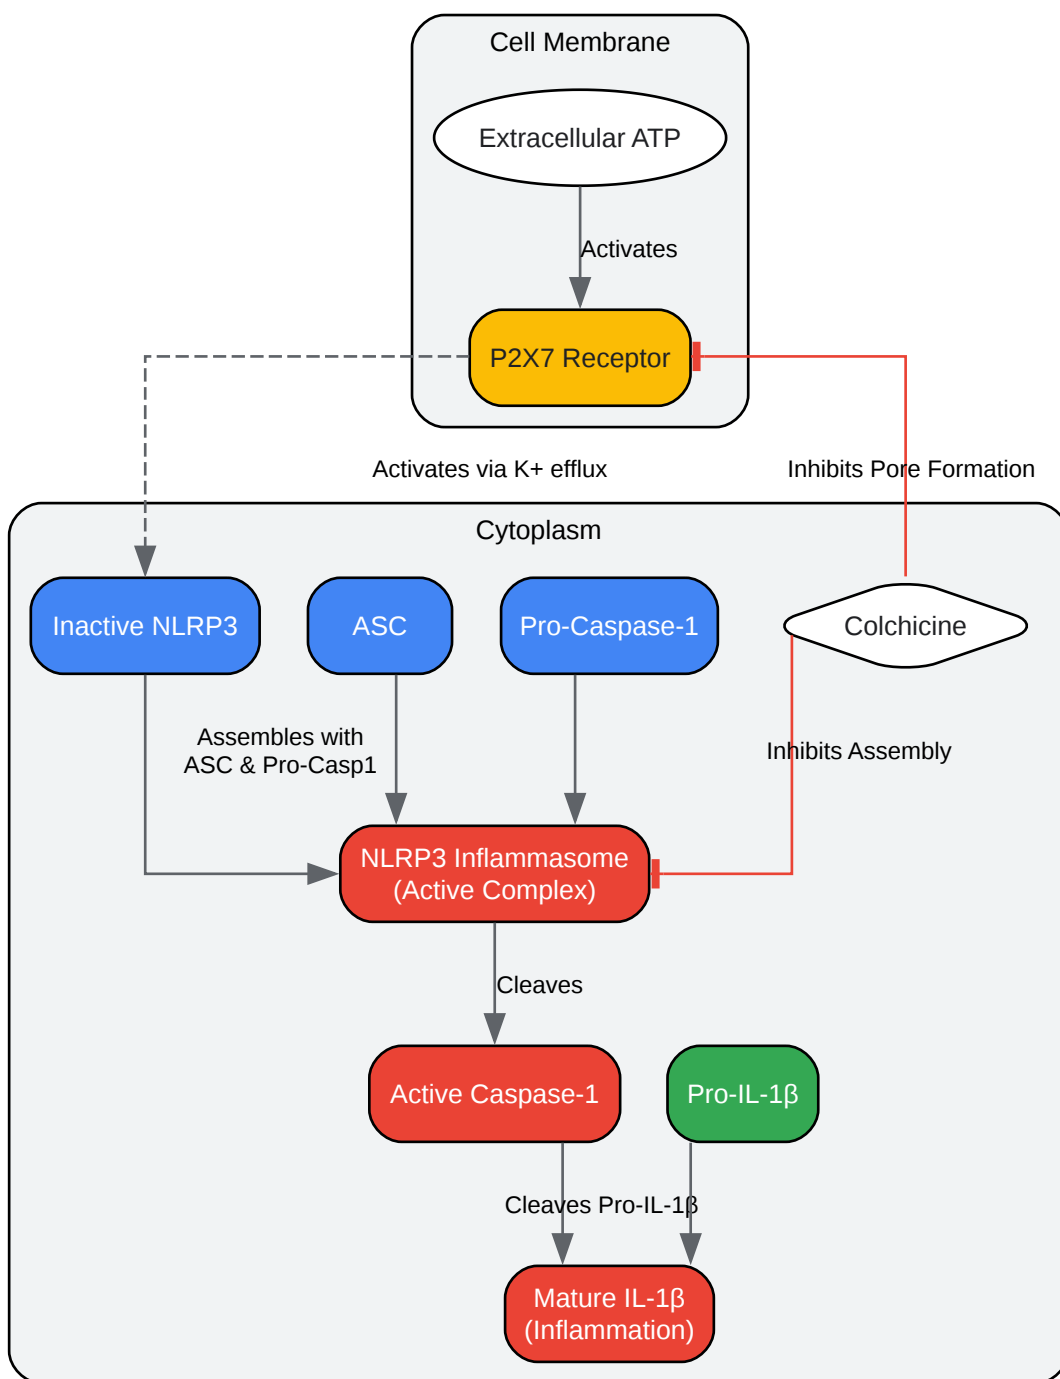 Cell Membrane
Extracellular ATP
Activates
P2X7 Receptor
Activates via K+ efflux
Inhibits Pore Formation
Cytoplasm
Inactive NLRP3
ASC
Pro-Caspase-1
Colchicine
Assembles with
ASC & Pro-Casp1
Inhibits Assembly
NLRP3 Inflammasome
(Active Complex)
Cleaves
Active Caspase-1
Pro-IL-1β
Cleaves Pro-IL-1β
Mature IL-1β
(Inflammation)